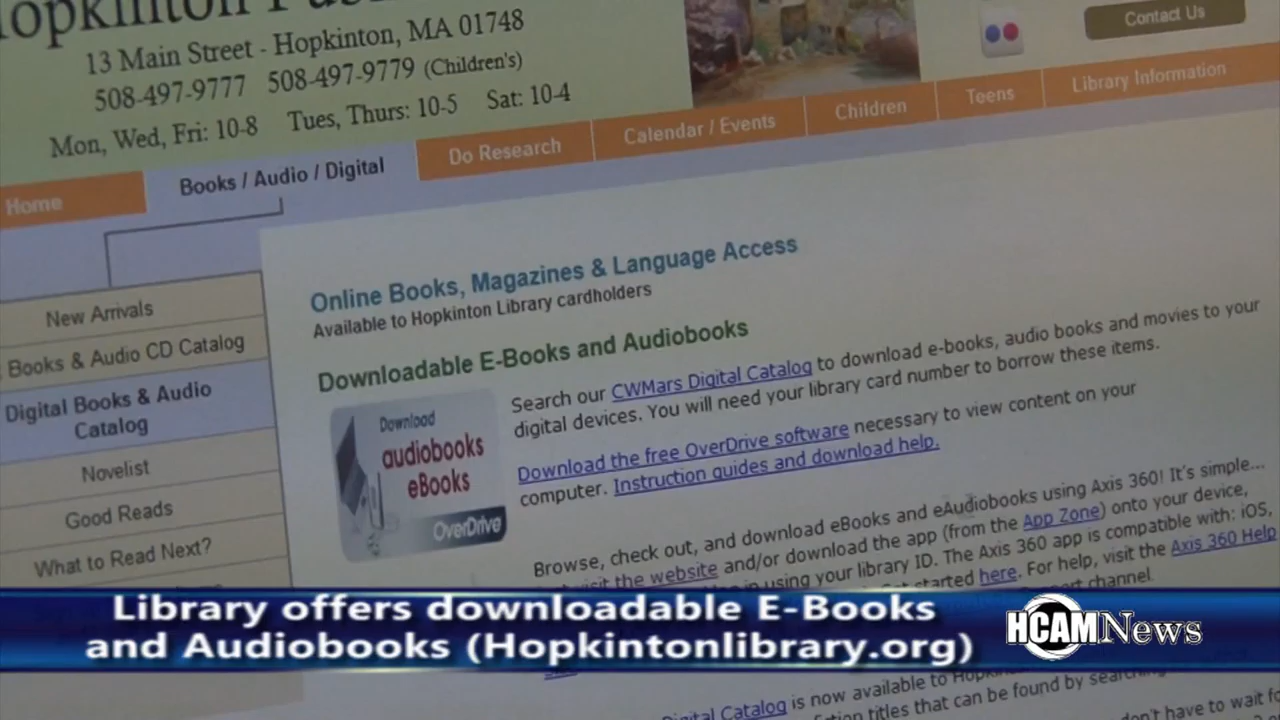 Hopkinton
13 Main Street - Hopkinton, MA 01748
508-497-9777 508-497-9779 (Children's)
Mon, Wed, Fri: 10-8 Tues, Thurs: 10-5 Sat: 10-4
Contact Us
Home
Books / Audio / Digital
Do Research
Calendar / Events
Children
Teens
Library Information
New Arrivals
Books & Audio CD Catalog
Digital Books & Audio
Catalog
Novelist
Good Reads
What to Read Next?
Online Books, Magazines & Language Access
Available to Hopkinton Library cardholders
Downloadable E-Books and Audiobooks
Download
audiobooks
eBooks
OverDrive
Search our CWMars Digital Catalog to download e-books, audio books and movies to your
digital devices. You will need your library card number to borrow these items.
Download the free OverDrive software necessary to view content on your
computer. Instruction guides and download help.
Browse, check out, and download eBooks and eAudiobooks using Axis 360! It's simple...
visit the website and/or download the app (from the App Zone) onto your device,
in using your library ID. The Axis 360 app is compatible with: iOS,
started here. For help, visit the Axis 360 Help
channel.
Library offers downloadable E-Books
and Audiobooks (Hopkintonlibrary.org)
HCAM News
Digital Catalog is now available to
titles that can be found by
don't have to wait